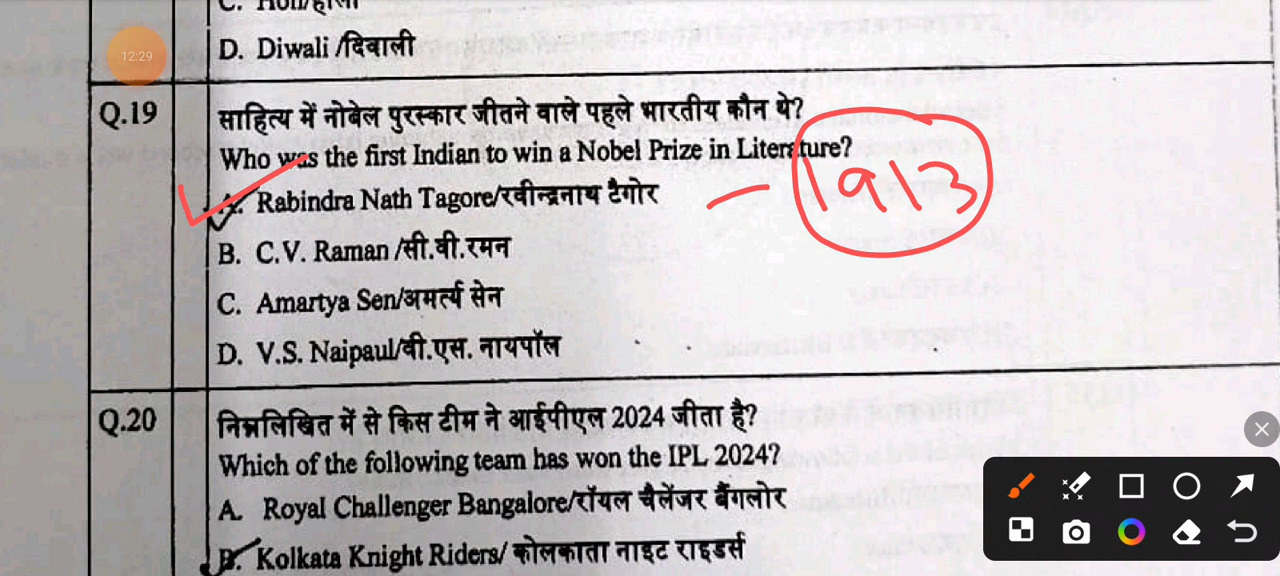 D. Diwali /दिवाली
12:29
Q.19
साहित्य में नोबेल पुरस्कार जीतने वाले पहले भारतीय कौन थे?
Who was the first Indian to win a Nobel Prize in Literature?
A. Rabindra Nath Tagore/रवीन्द्रनाथ टैगोर
— 1913
B. C.V. Raman /सी.वी.रमन
C. Amartya Sen/अमर्त्य सेन
D. V.S. Naipaul/वी.एस. नायपॉल
Q.20
निम्नलिखित में से किस टीम ने आईपीएल 2024 जीता है?
Which of the following team has won the IPL 2024?
A. Royal Challenger Bangalore/रॉयल चैलेंजर बैंगलोर
B. Kolkata Knight Riders/ कोलकाता नाइट राइडर्स